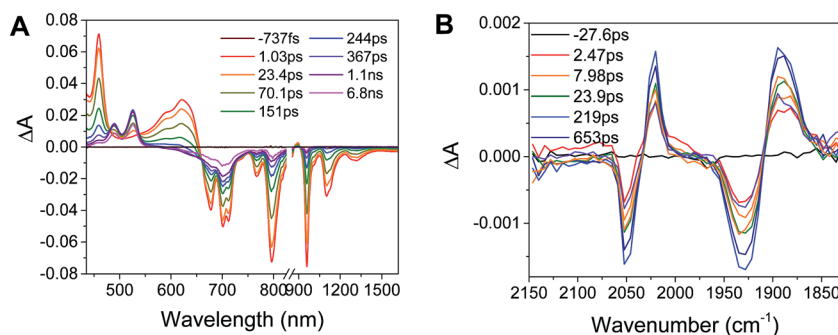 A
B
-737fs
1.03ps
23.4ps
70.1ps
151ps
244ps
367ps
1.1ns
6.8ns
0.08
0.06
0.04
0.02
0.00
-0.02
-0.04
-0.06
0.08
ΔA
500 600 700 800 900 1200 1500
Wavelength (nm)
-27.6ps
2.47ps
7.98ps
23.9ps
219ps
653ps
0.002
0.001
0.000
-0.001
ΔA
2150 2100 2050 2000 1950 1900 1850
Wavenumber (cm⁻¹)